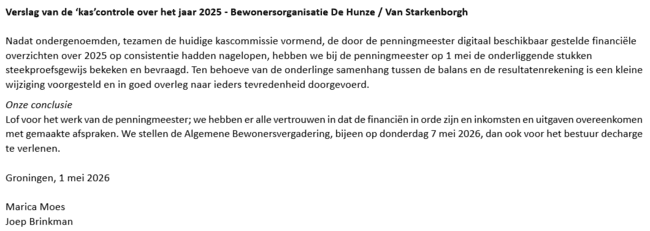 Verslag van de ‘kas’controle over het jaar 2025 - Bewonersorganisatie De Hunze / Van Starkenborgh
Nadat ondergenoemden, tezamen de huidige kascommissie vormend, de door de penningmeester digitaal beschikbaar gestelde financiële
overzichten over 2025 op consistentie hadden nagelopen, hebben we bij de penningmeester op 1 mei de onderliggende stukken
steekproefsgewijs bekeken en bevraagd. Ten behoeve van de onderlinge samenhang tussen de balans en de resultatenrekening is een kleine
wijziging voorgesteld en in goed overleg naar ieders tevredenheid doorgevoerd.
Onze conclusie
Lof voor het werk van de penningmeester; we hebben er alle vertrouwen in dat de financiën in orde zijn en inkomsten en uitgaven overeenkomen
met gemaakte afspraken. We stellen de Algemene Bewonersvergadering, bijeen op donderdag 7 mei 2026, dan ook voor het bestuur decharge
te verlenen.
Groningen, 1 mei 2026
Marica Moes
Joep Brinkman